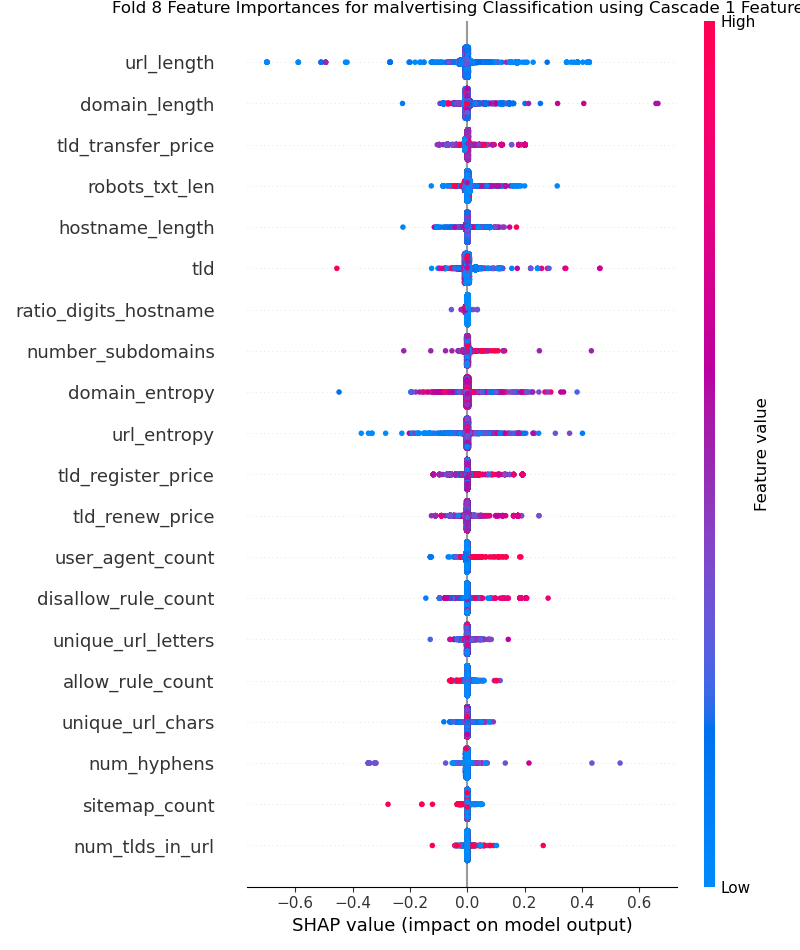 Fold 8 Feature Importances for malvertising Classification using Cascade 1 Feature
High
url_length
domain_length
tld_transfer_price
robots_txt_len
hostname_length
tld
ratio_digits_hostname
number_subdomains
domain_entropy
url_entropy
tld_register_price
tld_renew_price
user_agent_count
disallow_rule_count
unique_url_letters
allow_rule_count
unique_url_chars
num_hyphens
sitemap_count
num_tlds_in_url
Feature value
Low
−0.6 −0.4 −0.2 0.0 0.2 0.4 0.6
SHAP value (impact on model output)